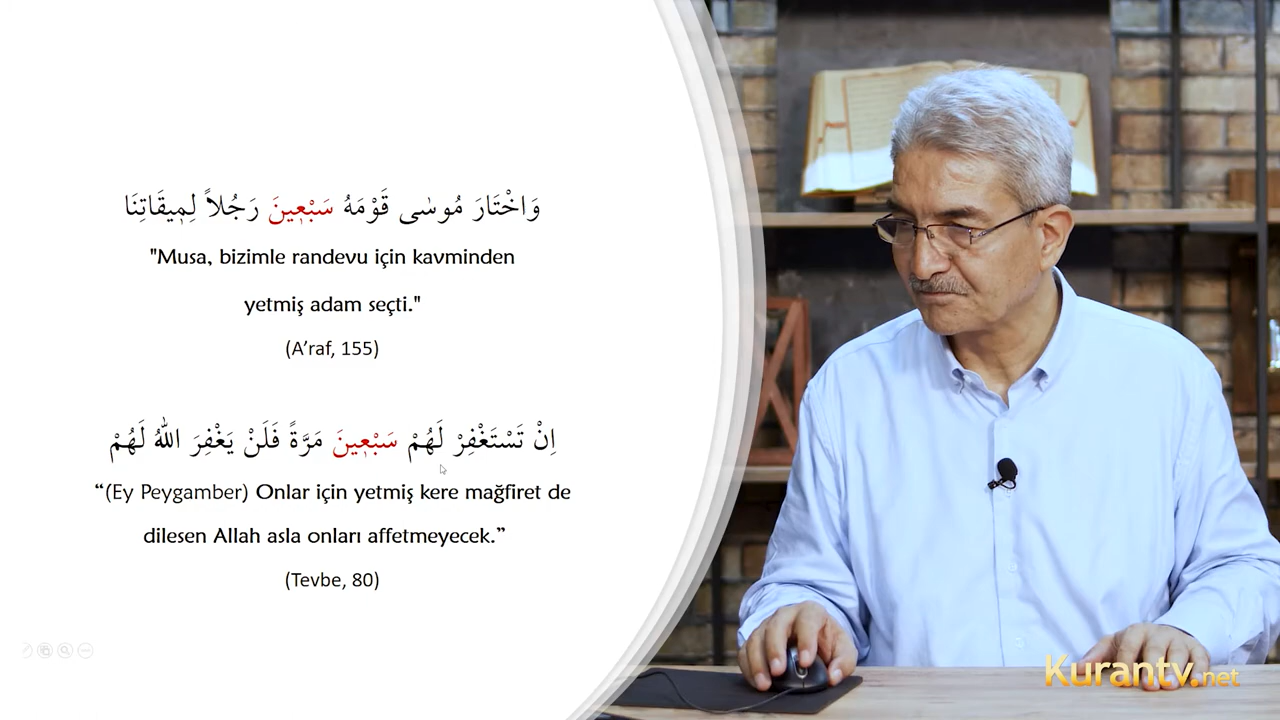 وَاخْتَارَ مُوسٰى قَوْمَهُ سَبْع۪ينَ رَجُلاً لِم۪يقَاتِنَا
"Musa, bizimle randevu için kavminden
yetmiş adam seçti."
(A’raf, 155)
اِنْ تَسْتَغْفِرْ لَهُمْ سَبْع۪ينَ مَرَّةً فَلَنْ يَغْفِرَ اللّٰهُ لَهُمْ
“(Ey Peygamber) Onlar için yetmiş kere mağfiret de
dilesen Allah asla onları affetmeyecek.”
(Tevbe, 80)
Kurantv.net